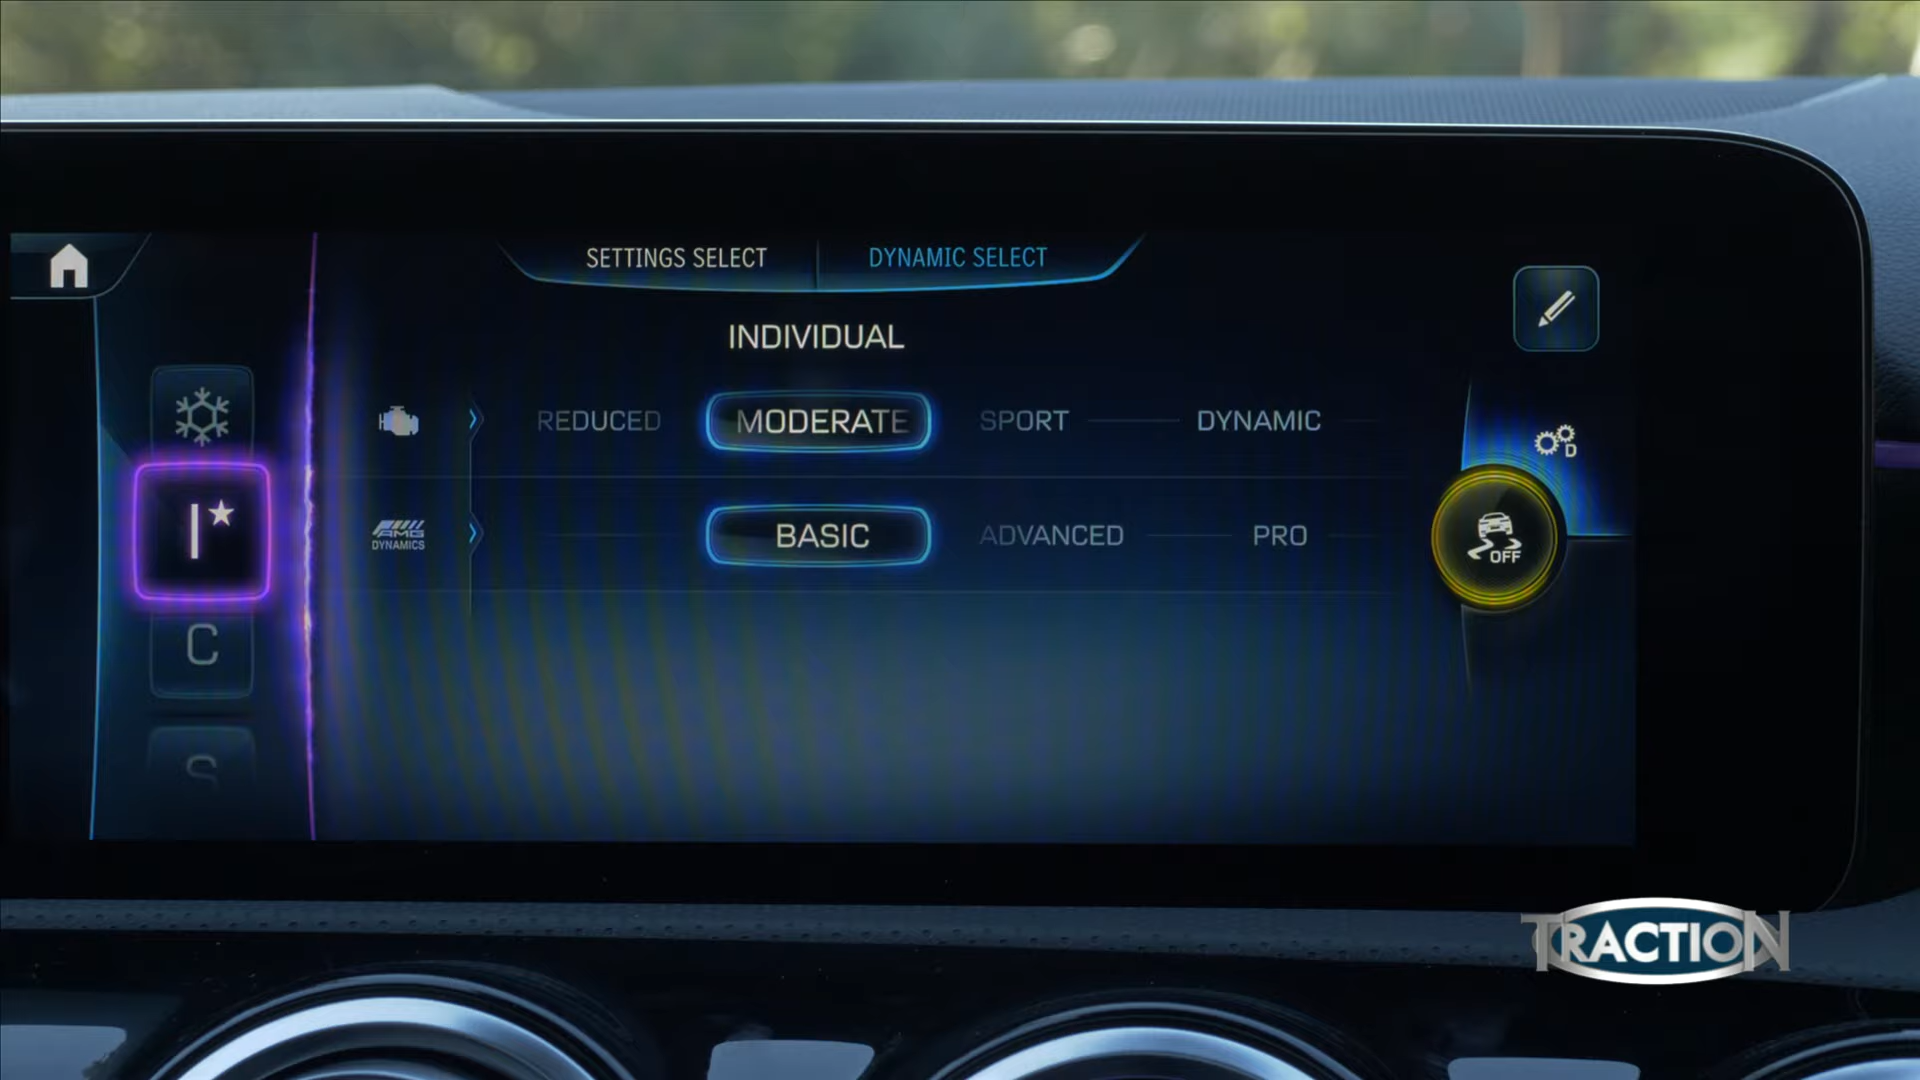 SETTINGS SELECT DYNAMIC SELECT
INDIVIDUAL
REDUCED MODERATE SPORT DYNAMIC
D
I
AMG
DYNAMICS
BASIC ADVANCED PRO
OFF
C
S
TRACTION